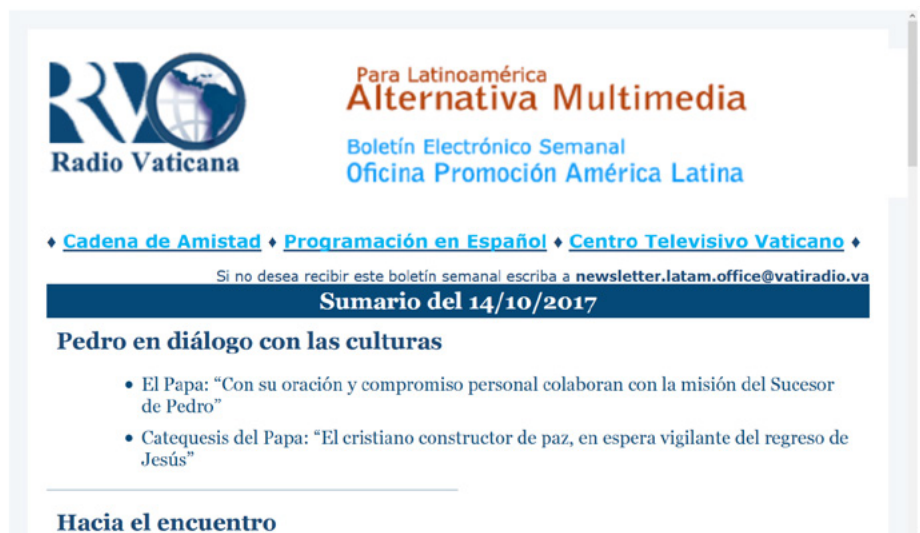 RVO
Radio Vaticana
Para Latinoamérica
Alternativa Multimedia
Boletín Electrónico Semanal
Oficina Promoción América Latina
♦ Cadena de Amistad ♦ Programación en Español ♦ Centro Televisivo Vaticano ♦
Si no desea recibir este boletín semanal escriba a newsletter.latam.office@vatiradio.va
Sumario del 14/10/2017
Pedro en diálogo con las culturas
• El Papa: “Con su oración y compromiso personal colaboran con la misión del Sucesor
de Pedro”
• Catequesis del Papa: “El cristiano constructor de paz, en espera vigilante del regreso de
Jesús”
Hacia el encuentro